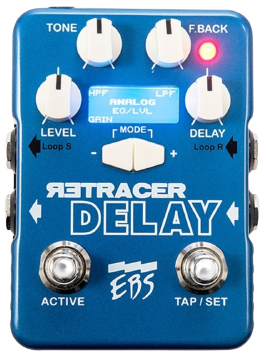 TONE F.BACK
HPF LPF
ANALOG
EQ/LVL
GAIN
LEVEL DELAY
MODE
Loop S Loop R
- +
RETRACER
DELAY
EBS
ACTIVE TAP / SET